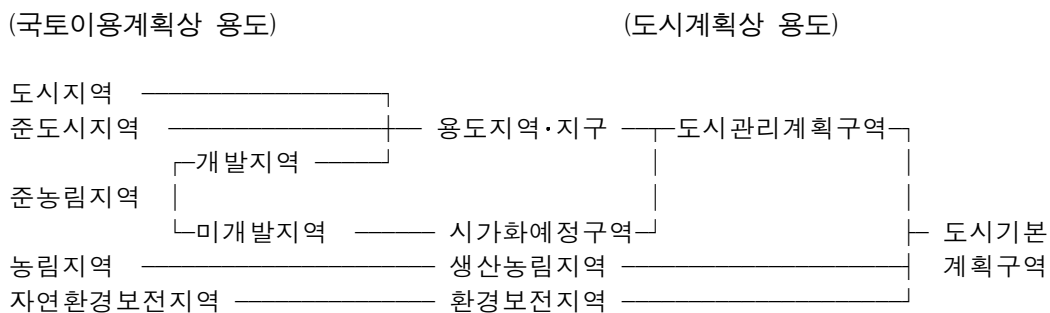 (국토이용계획상 용도) (도시계획상 용도)
도시지역
준도시지역 용도지역·지구 도시관리계획구역
개발지역
준농림지역
미개발지역 시가화예정구역 도시기본
농림지역 생산농림지역 계획구역
자연환경보전지역 환경보전지역